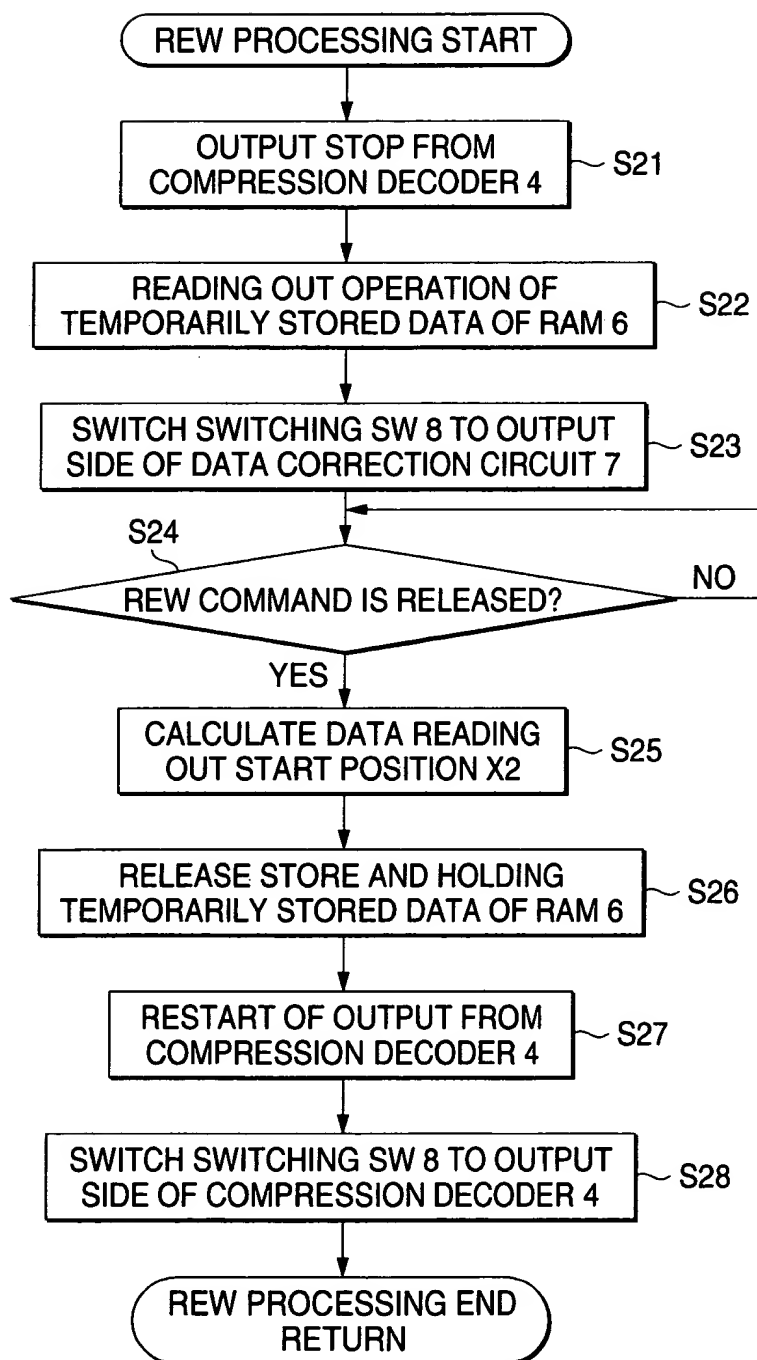 REW PROCESSING START
OUTPUT STOP FROM
COMPRESSION DECODER 4
S21
READING OUT OPERATION OF
TEMPORARILY STORED DATA OF RAM 6
S22
SWITCH SWITCHING SW 8 TO OUTPUT
SIDE OF DATA CORRECTION CIRCUIT 7
S23
S24
REW COMMAND IS RELEASED?
NO
YES
CALCULATE DATA READING
OUT START POSITION X2
S25
RELEASE STORE AND HOLDING
TEMPORARILY STORED DATA OF RAM 6
S26
RESTART OF OUTPUT FROM
COMPRESSION DECODER 4
S27
SWITCH SWITCHING SW 8 TO OUTPUT
SIDE OF COMPRESSION DECODER 4
S28
REW PROCESSING END
RETURN